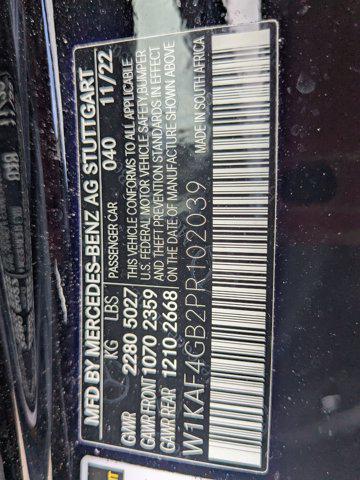 MFD BY MERCEDES-BENZ AG STUTTGART
KG LBS PASSENGER CAR 040 11/22
GVWR 2280 5027 THIS VEHICLE CONFORMS TO ALL APPLICABLE
GAWR FRONT 1070 2359 U.S. FEDERAL MOTOR VEHICLE SAFETY, BUMPER
GAWR REAR 1210 2668 AND THEFT PREVENTION STANDARDS IN EFFECT
ON THE DATE OF MANUFACTURE SHOWN ABOVE
MADE IN SOUTH AFRICA
W1KAF4GB2PR102039